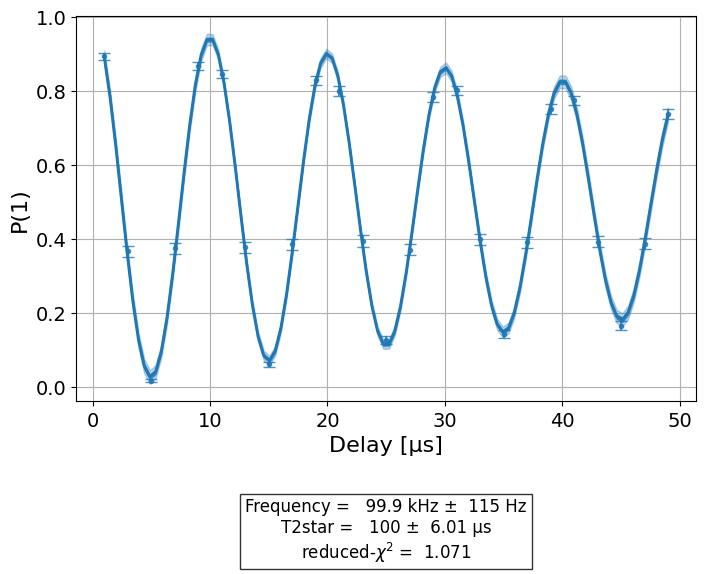 1.0
0.8
0.6
0.4
0.2
0.0
P(1)
0 10 20 30 40 50
Delay [µs]
Frequency = 99.9 kHz ± 115 Hz
T2star = 100 ± 6.01 µs
reduced-χ² = 1.071